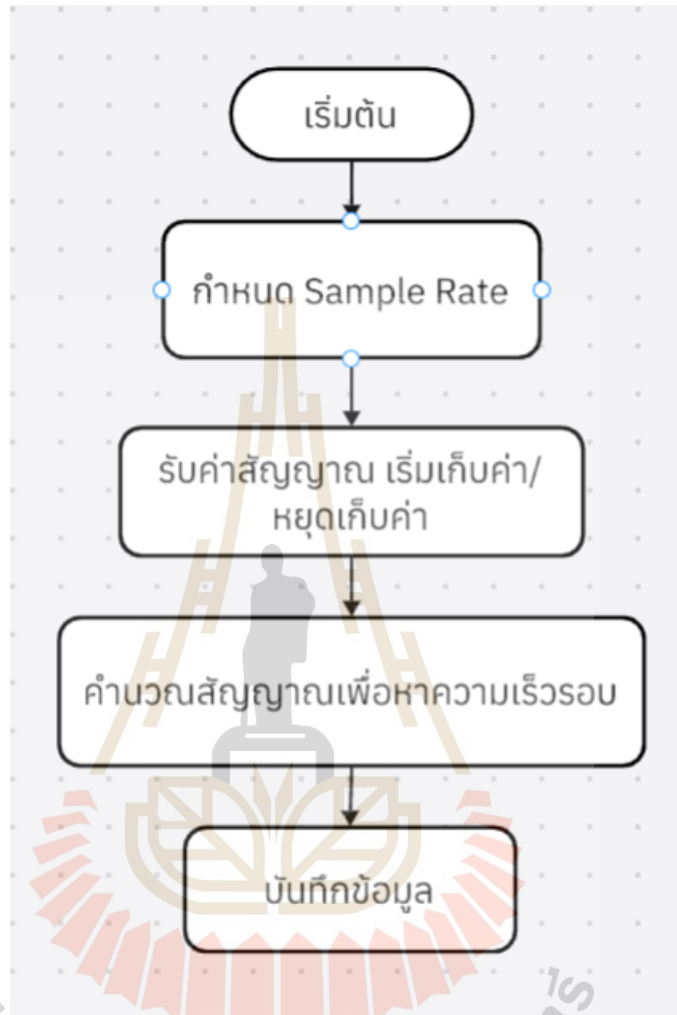 เริ่มต้น
กำหนด Sample Rate
รับค่าสัญญาณ เริ่มเก็บค่า/
หยุดเก็บค่า
คำนวณสัญญาณเพื่อหาความเร็วรอบ
บันทึกข้อมูล